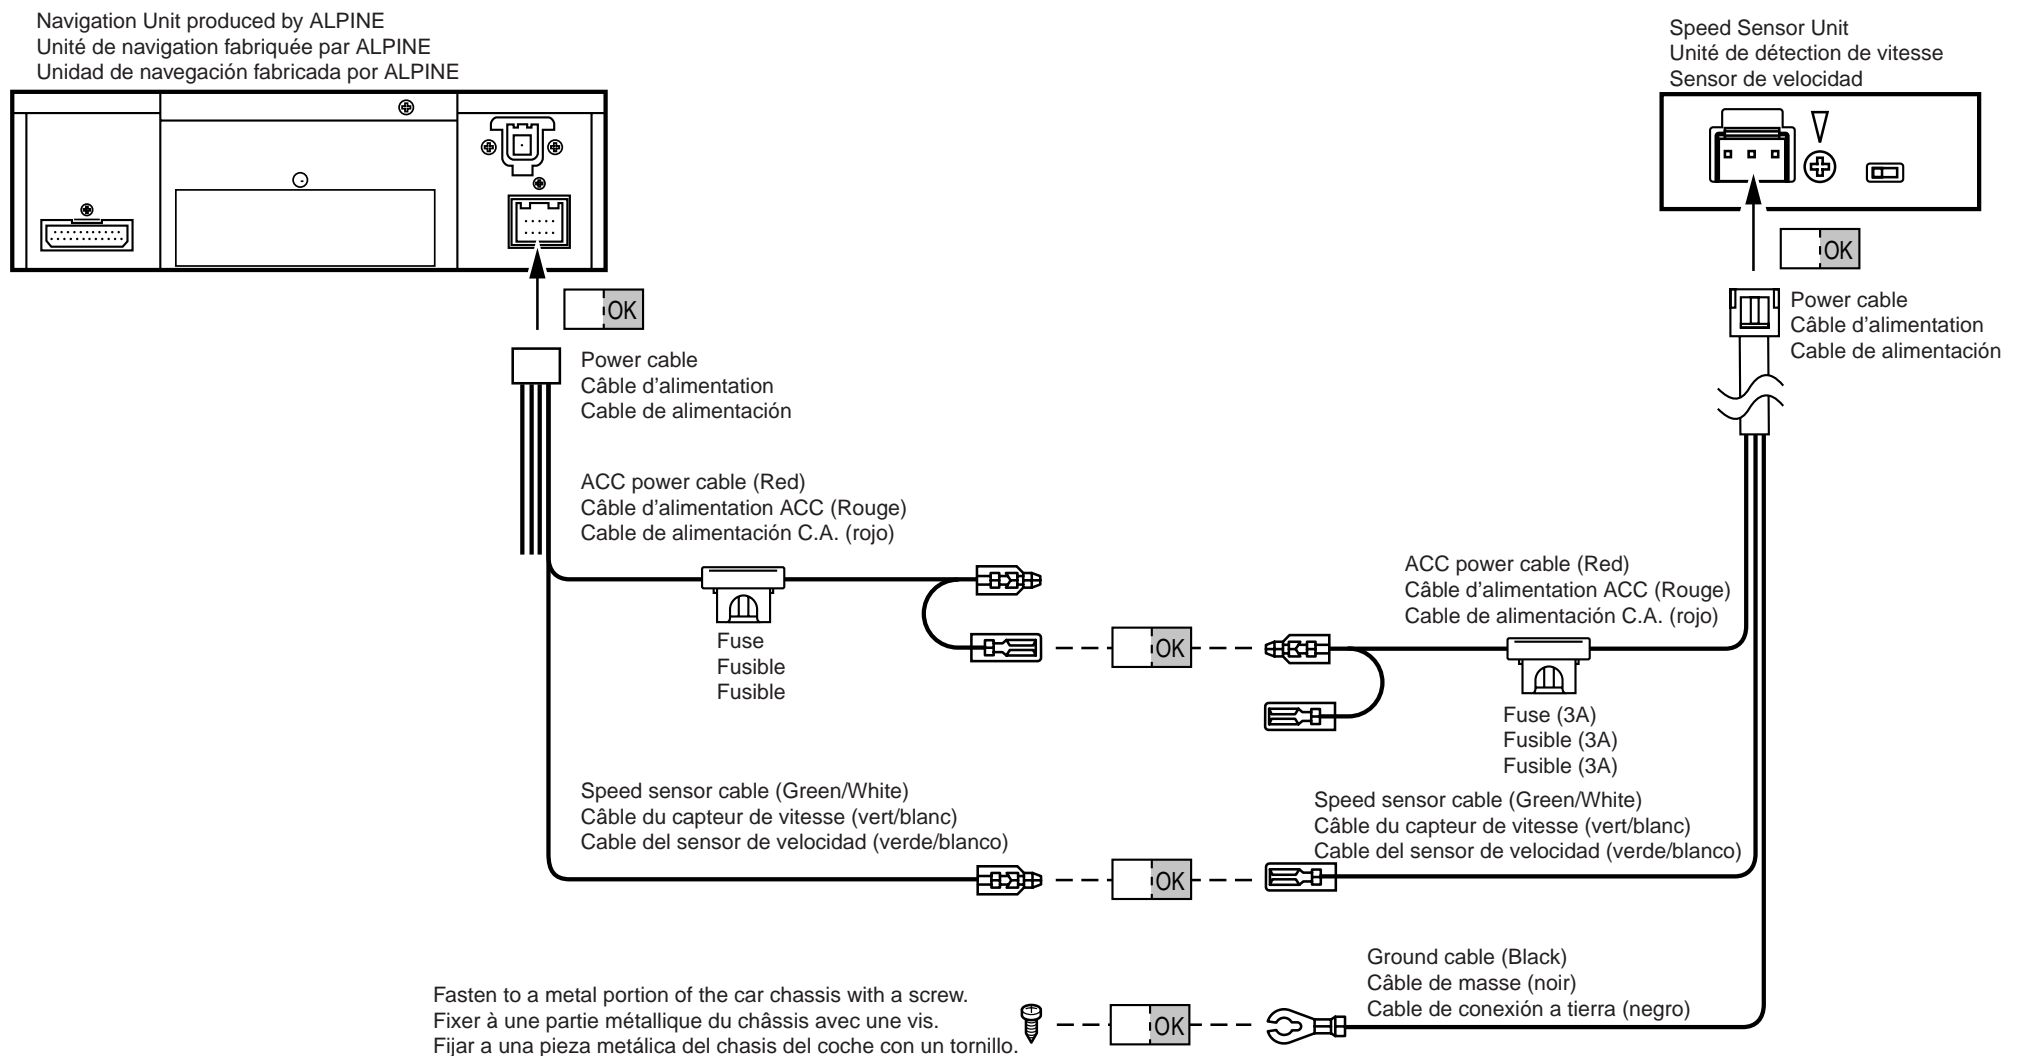 Navigation Unit produced by ALPINE
Unité de navigation fabriquée par ALPINE
Unidad de navegación fabricada por ALPINE
Speed Sensor Unit
Unité de détection de vitesse
Sensor de velocidad
OK
OK
Power cable
Câble d’alimentation
Cable de alimentación
Power cable
Câble d’alimentation
Cable de alimentación
ACC power cable (Red)
Câble d’alimentation ACC (Rouge)
Cable de alimentación C.A. (rojo)
Fuse
Fusible
Fusible
OK
ACC power cable (Red)
Câble d’alimentation ACC (Rouge)
Cable de alimentación C.A. (rojo)
Fuse (3A)
Fusible (3A)
Fusible (3A)
Speed sensor cable (Green/White)
Câble du capteur de vitesse (vert/blanc)
Cable del sensor de velocidad (verde/blanco)
OK
Speed sensor cable (Green/White)
Câble du capteur de vitesse (vert/blanc)
Cable del sensor de velocidad (verde/blanco)
Ground cable (Black)
Câble de masse (noir)
Cable de conexión a tierra (negro)
Fasten to a metal portion of the car chassis with a screw.
Fixer à une partie métallique du châssis avec une vis.
Fijar a una pieza metálica del chasis del coche con un tornillo.
OK